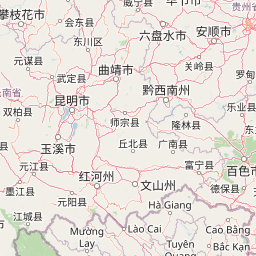 攀枝花市
威宁县
毕节市
贵州省
东川区
六盘水市
安顺市
元谋县
武定县
曲靖市
关岭县
罗甸
云南省
昆明市
黔西南州
双柏县
乐业县
师宗县
隆林县
玉溪市
丘北县
广南县
元江县
富宁县
百色市
红河州
墨江县
文山州
德保县
元阳县
Hà Giang
江城县
Mường Lay
Lào Cai
Cao Bằng
Tuyên Quang
Bắc Kạn